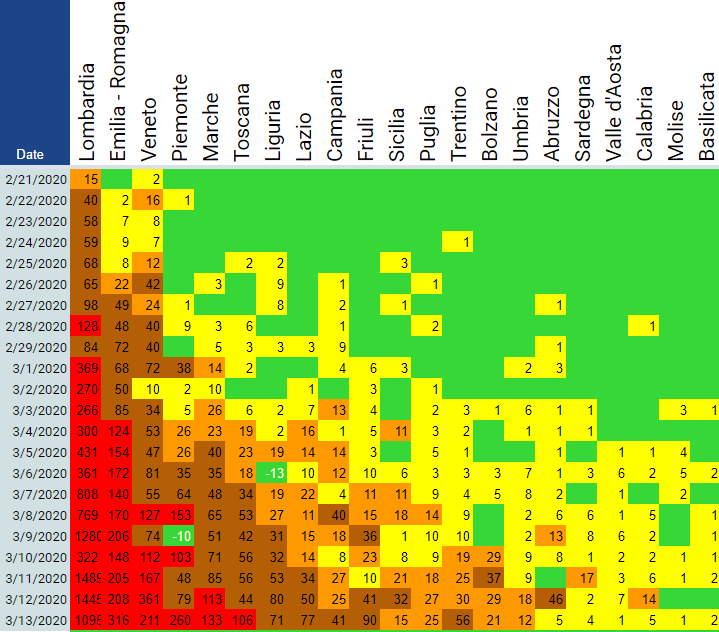 Date Lombardia Emilia - Romagna Veneto Piemonte Marche Toscana Liguria Lazio Campania Friuli Sicilia Puglia Trentino Bolzano Umbria Abruzzo Sardegna Valle d'Aosta Calabria Molise Basilicata
2/21/2020 15 2
2/22/2020 40 2 16 1
2/23/2020 58 7 8
2/24/2020 59 9 7 1
2/25/2020 68 8 12 2 2 3
2/26/2020 65 22 42 3 9 1 1
2/27/2020 98 49 24 1 8 2 1 1
2/28/2020 128 48 40 9 3 6 1 2 1
2/29/2020 84 72 40 5 3 3 3 9 1
3/1/2020 369 68 72 38 14 2 4 6 3 2 3
3/2/2020 270 50 10 2 10 1 3 1
3/3/2020 266 85 34 5 26 6 2 7 13 4 2 3 1 6 1 1 3 1
3/4/2020 300 124 53 26 23 19 2 16 1 5 11 3 2 1 1 1
3/5/2020 431 154 47 26 40 23 19 14 14 3 5 1 1 1 4
3/6/2020 361 172 81 35 35 18 -13 10 12 10 6 3 3 3 7 1 3 6 2 5 2
3/7/2020 808 140 55 64 48 34 19 22 4 11 11 9 4 5 8 2 1 2
3/8/2020 769 170 127 153 65 53 27 11 40 15 18 14 9 2 6 6 1 5 1
3/9/2020 1280 206 74 -10 51 42 31 15 18 36 1 10 10 2 13 8 6 2 1
3/10/2020 322 148 112 103 71 56 32 14 8 23 8 9 19 29 9 8 1 2 2 1 1
3/11/2020 1489 205 167 48 85 56 53 34 27 10 21 18 25 37 9 17 3 6 1 2
3/12/2020 1445 208 361 79 113 44 80 50 25 41 32 27 30 29 18 46 2 7 14
3/13/2020 1095 316 211 260 133 106 71 77 41 90 15 25 56 21 12 5 4 1 5 1 2